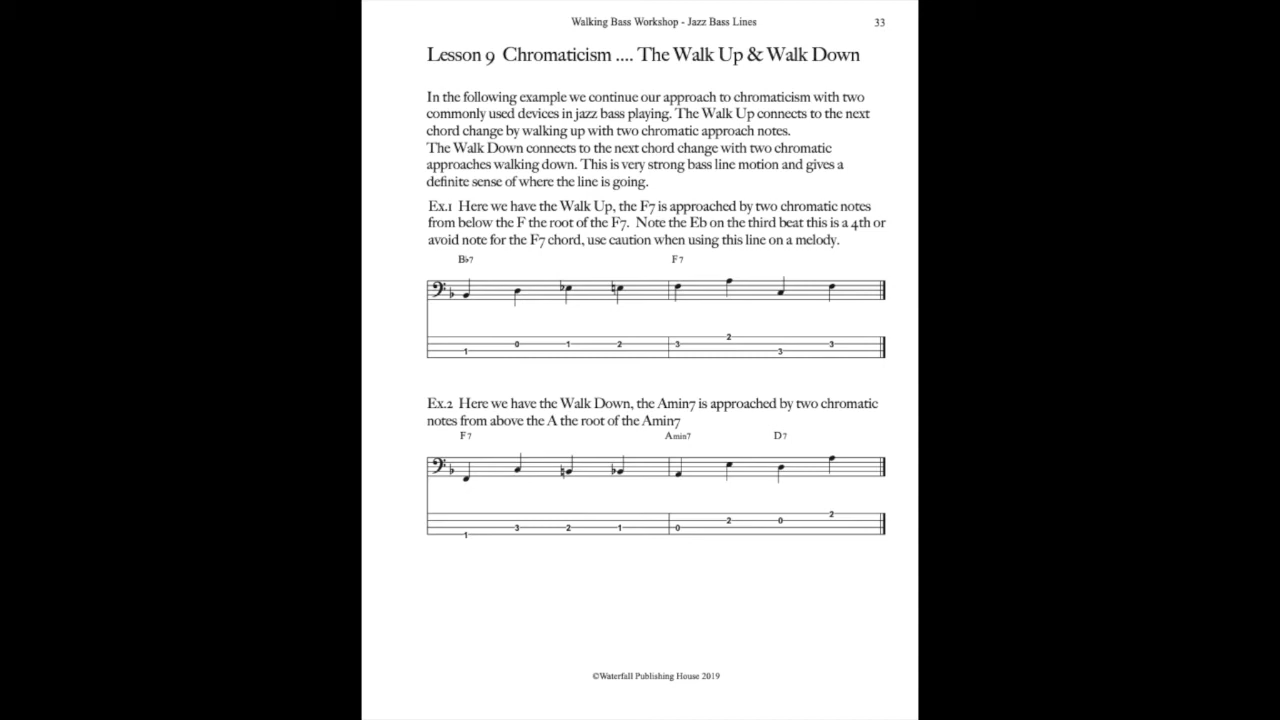 Walking Bass Workshop - Jazz Bass Lines 33
Lesson 9 Chromaticism .... The Walk Up & Walk Down
In the following example we continue our approach to chromaticism with two
commonly used devices in jazz bass playing. The Walk Up connects to the next
chord change by walking up with two chromatic approach notes.
The Walk Down connects to the next chord change with two chromatic
approaches walking down. This is very strong bass line motion and gives a
definite sense of where the line is going.
Ex.1 Here we have the Walk Up, the F7 is approached by two chromatic notes
from below the F the root of the F7. Note the Eb on the third beat this is a 4th or
avoid note for the F7 chord, use caution when using this line on a melody.
B♭7 F7
1 0 1 2 3 2 3 3
Ex.2 Here we have the Walk Down, the Amin7 is approached by two chromatic
notes from above the A the root of the Amin7
F7 Amin7 D7
1 3 2 1 0 2 0 2
©Waterfall Publishing House 2019